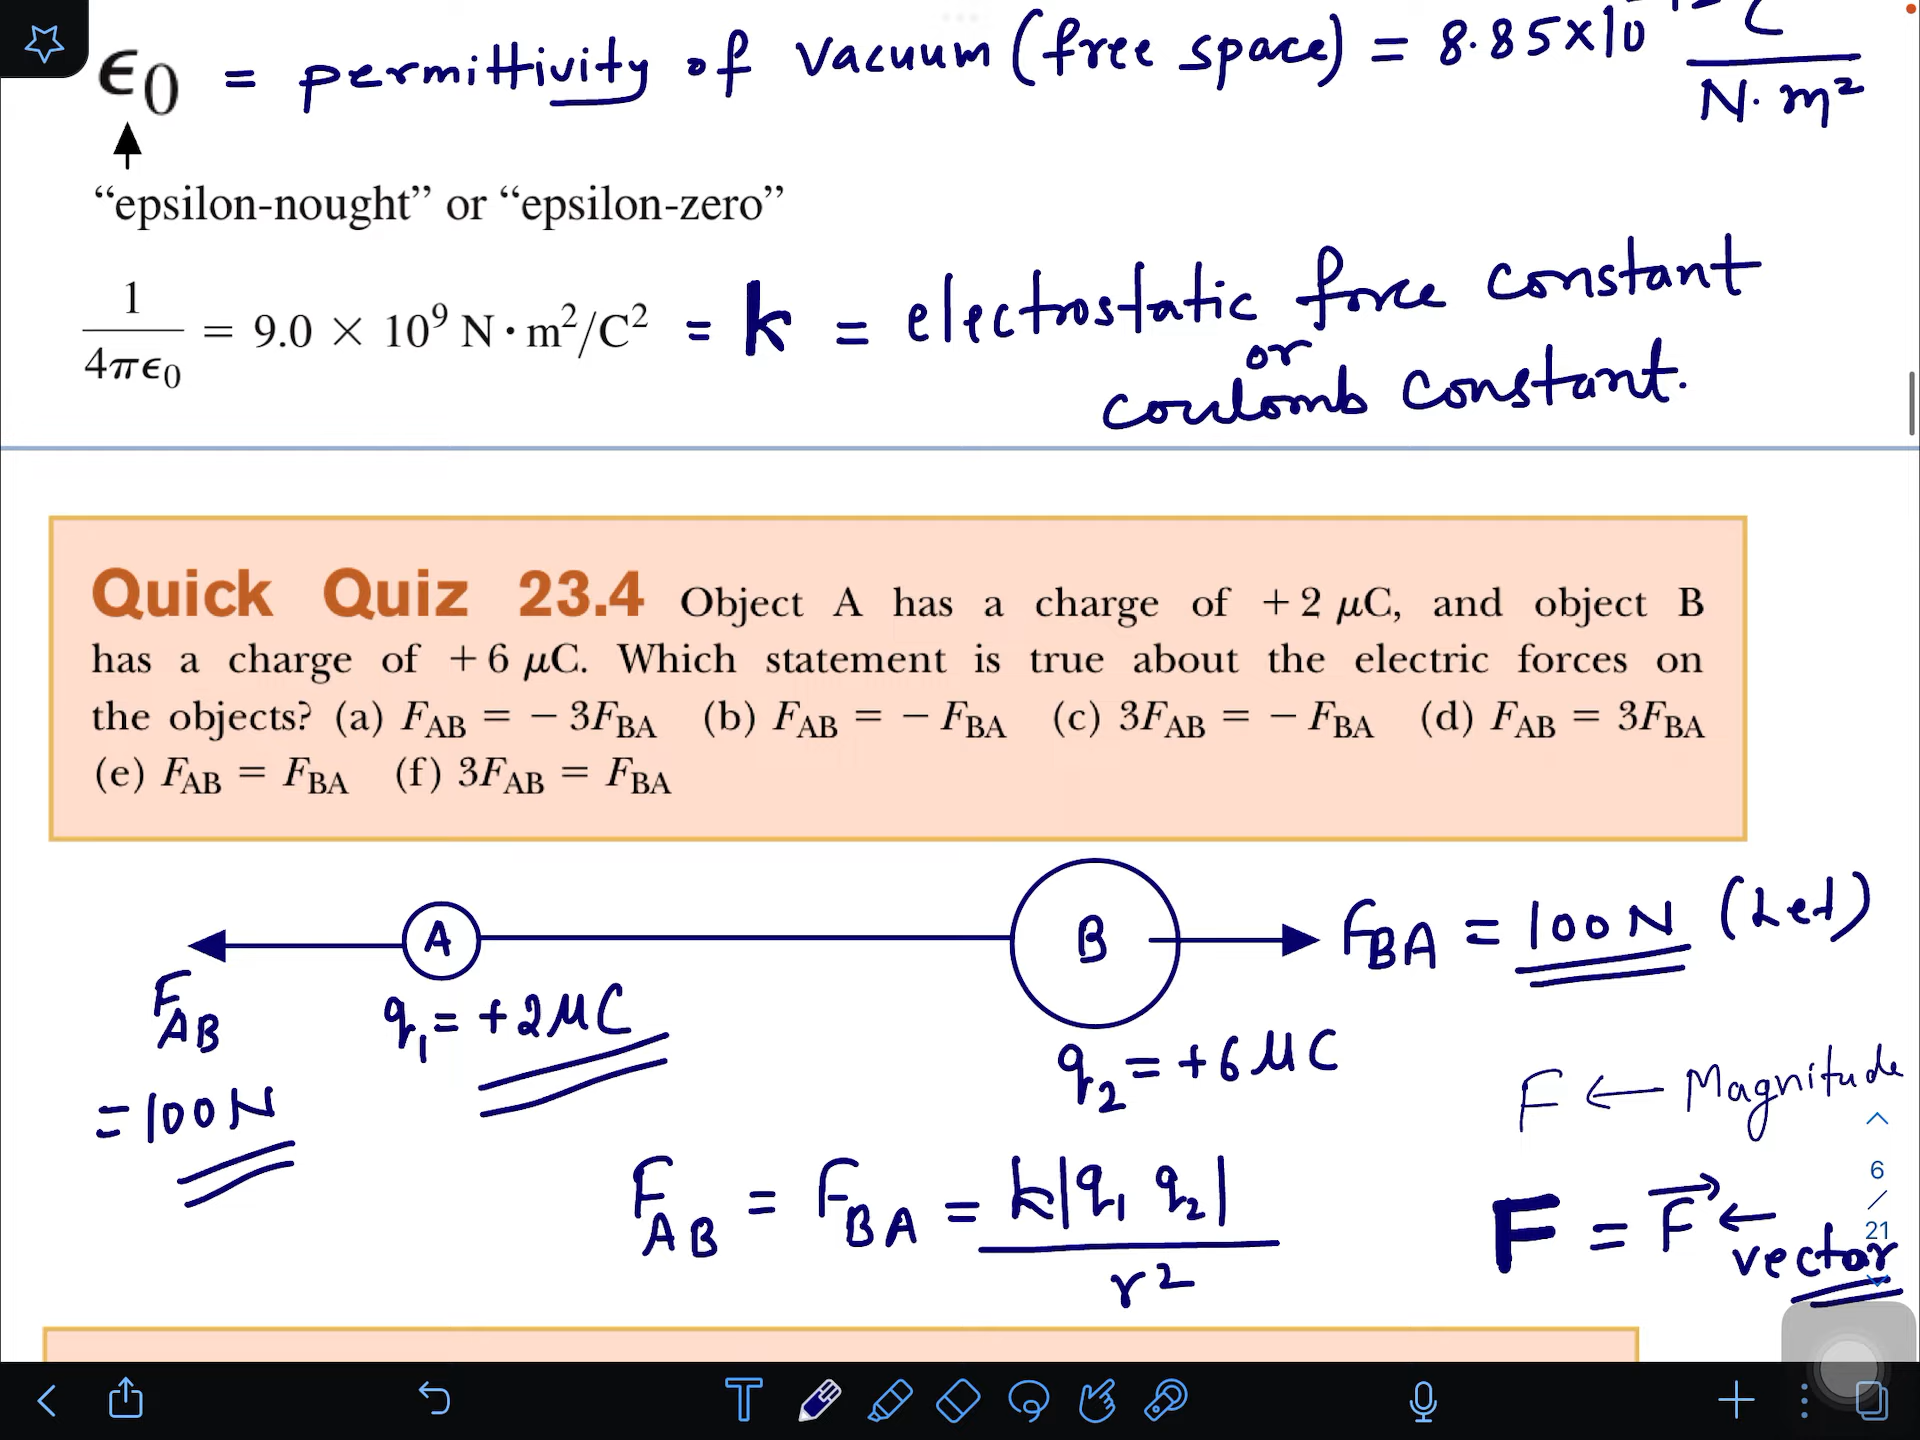 ϵ0 = permittivity of vacuum (free space) = 8.85×10 C
N·m²
"epsilon-nought" or "epsilon-zero"
1/4πϵ0 = 9.0 × 10⁹ N·m²/C² = k = electrostatic force constant
or
coulomb constant.
Quick Quiz 23.4 Object A has a charge of +2 μC, and object B
has a charge of +6 μC. Which statement is true about the electric forces on
the objects? (a) FAB = − 3FBA (b) FAB = − FBA (c) 3FAB = − FBA (d) FAB = 3FBA
(e) FAB = FBA (f) 3FAB = FBA
A B FBA = 100N (Let)
FAB q1 = +2μC
q2 = +6μC
= 100N
F ← Magnitude
FAB = FBA = k|q1 q2|
r²
F = F⃗ ← vector
6
/
21
T